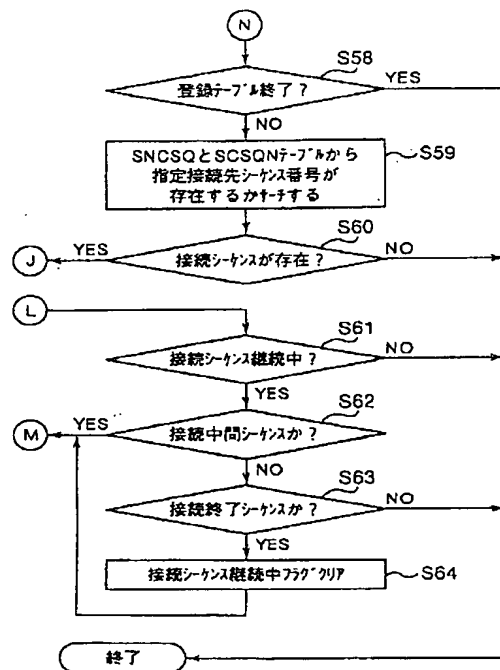 N
S58
登録テーブル終了?
YES
NO
SNCSQとSCSQNテーブルから
指定接続先シーケンス番号が
存在するかサーチする
S59
S60
YES
接続シーケンスが存在?
NO
J
L
S61
接続シーケンス継続中?
NO
YES
S62
YES
接続中間シーケンスか?
M
NO
S63
接続終了シーケンスか?
NO
YES
接続シーケンス継続中フラグクリア
S64
終了